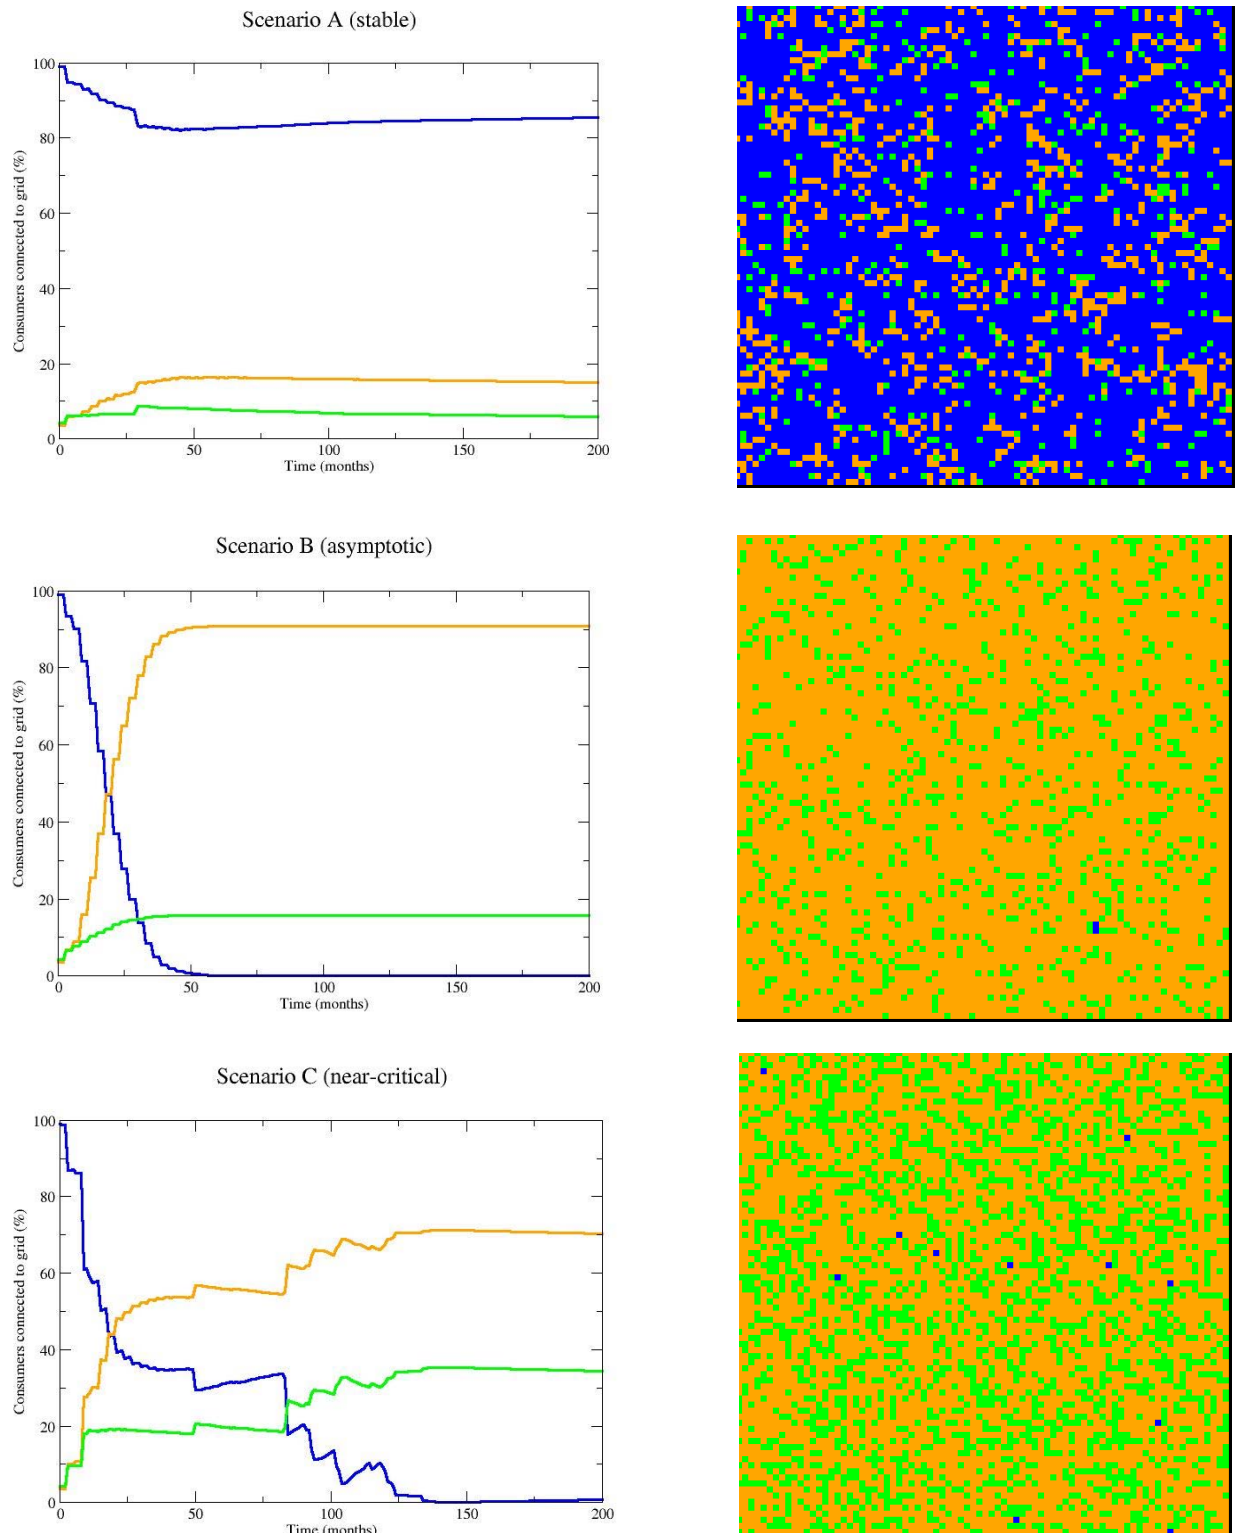 Scenario A (stable)
100
80
60
40
20
0
Consumers connected to grid (%)
0 50 100 150 200
Time (months)
Scenario B (asymptotic)
100
80
60
40
20
0
Consumers connected to grid (%)
0 50 100 150 200
Time (months)
Scenario C (near-critical)
100
80
60
40
20
0
Consumers connected to grid (%)
0 50 100 150 200
Time (months)